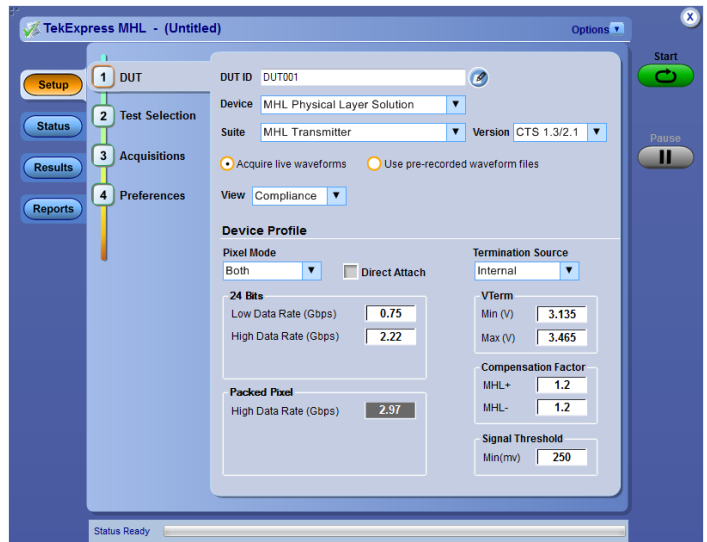 TekExpress MHL - (Untitled)
Options
Start
Setup
Status
Results
Reports
1 DUT
2 Test Selection
3 Acquisitions
4 Preferences
DUT ID DUT001
Device MHL Physical Layer Solution
Suite MHL Transmitter Version CTS 1.3/2.1
Pause
Acquire live waveforms Use pre-recorded waveform files
View Compliance
Device Profile
Pixel Mode Termination Source
Both Direct Attach Internal
24 Bits
Low Data Rate (Gbps) 0.75
High Data Rate (Gbps) 2.22
VTerm
Min (V) 3.135
Max (V) 3.465
Packed Pixel
High Data Rate (Gbps) 2.97
Compensation Factor
MHL+ 1.2
MHL- 1.2
Signal Threshold
Min(mv) 250
Status Ready